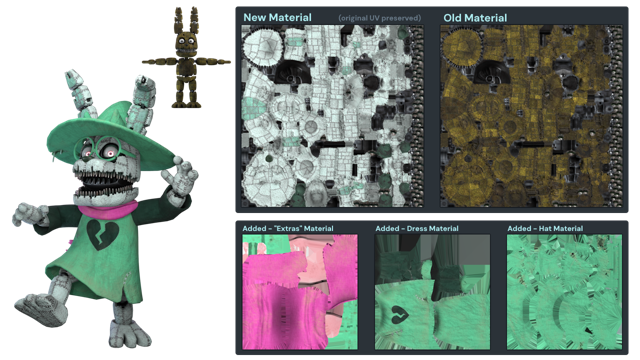 New Material (original UV preserved)
Old Material
Added - "Extras" Material
Added - Dress Material
Added - Hat Material